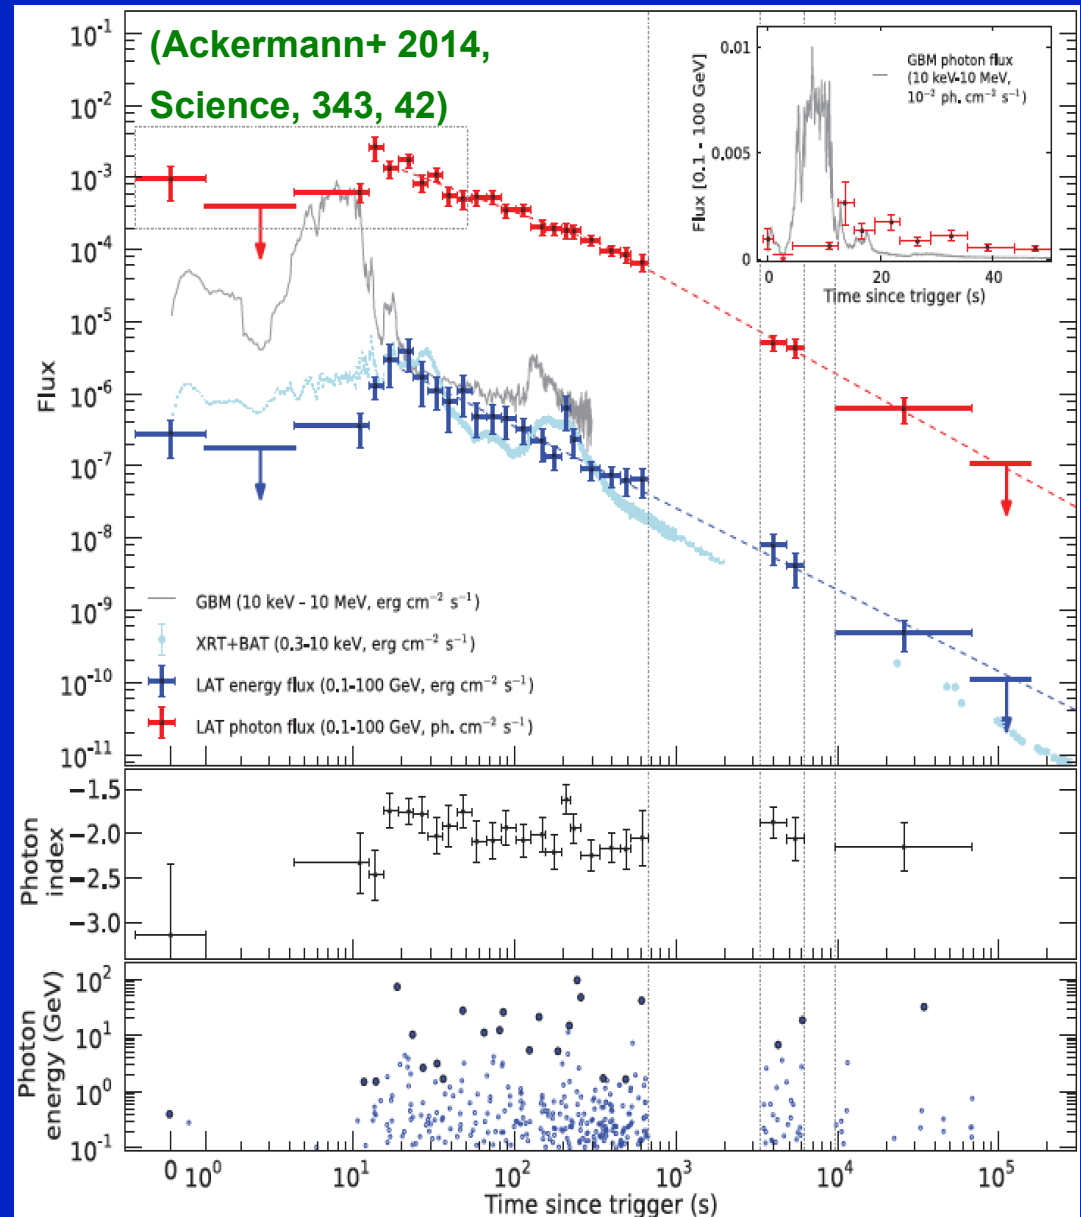 (Ackermann+ 2014,
Science, 343, 42)
10⁻¹
10⁻²
10⁻³
10⁻⁴
10⁻⁵
10⁻⁶
10⁻⁷
10⁻⁸
10⁻⁹
10⁻¹⁰
10⁻¹¹
Flux
GBM (10 keV - 10 MeV, erg cm⁻² s⁻¹)
XRT+BAT (0.3-10 keV, erg cm⁻² s⁻¹)
LAT energy flux (0.1-100 GeV, erg cm⁻² s⁻¹)
LAT photon flux (0.1-100 GeV, ph. cm⁻² s⁻¹)
Flux [0.1 - 100 GeV]
0.01
0.005
0
GBM photon flux
(10 keV-10 MeV,
10⁻² ph. cm⁻² s⁻¹)
0 20 40
Time since trigger (s)
Photon
index
−1.5
−2.0
−2.5
−3.0
Photon
energy (GeV)
10²
10¹
10⁰
10⁻¹
0 10⁰ 10¹ 10² 10³ 10⁴ 10⁵
Time since trigger (s)